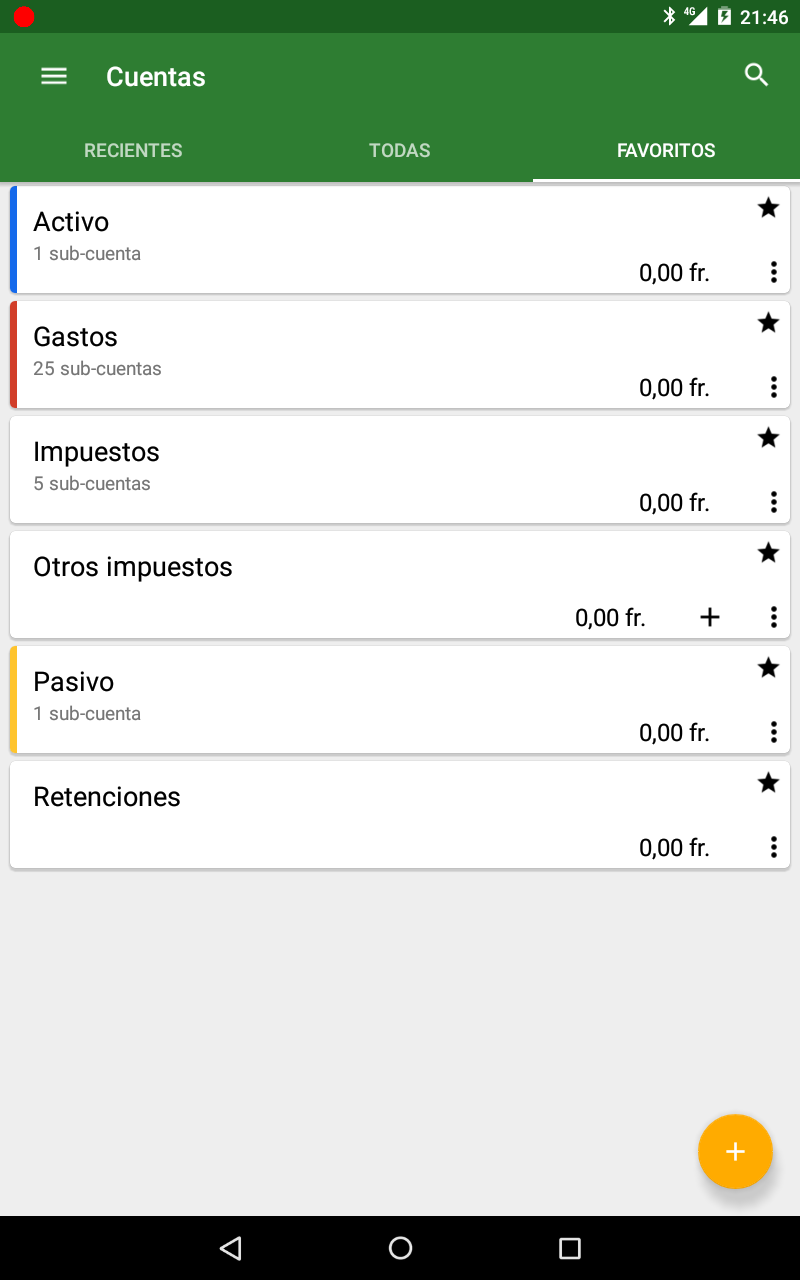 4G 21:46
Cuentas
RECIENTES TODAS FAVORITOS
Activo
1 sub-cuenta
0,00 fr.
Gastos
25 sub-cuentas
0,00 fr.
Impuestos
5 sub-cuentas
0,00 fr.
Otros impuestos
0,00 fr.
Pasivo
1 sub-cuenta
0,00 fr.
Retenciones
0,00 fr.